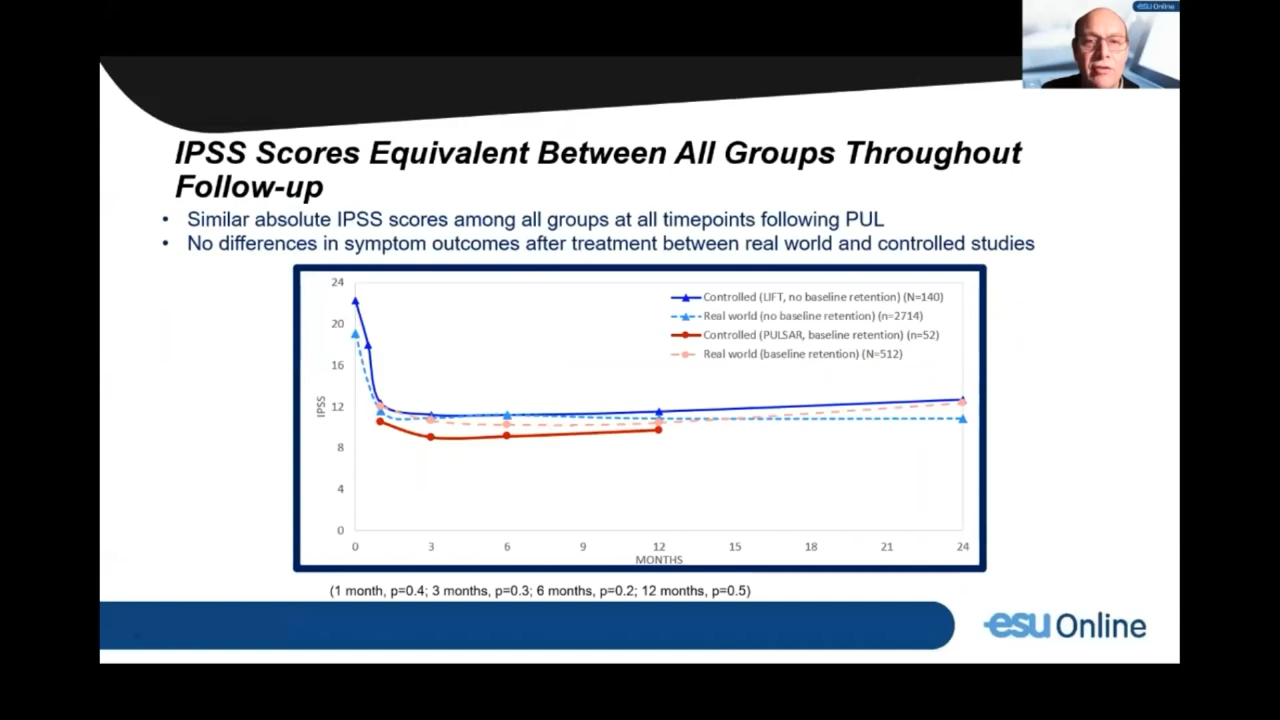 esu Online
IPSS Scores Equivalent Between All Groups Throughout
Follow-up
• Similar absolute IPSS scores among all groups at all timepoints following PUL
• No differences in symptom outcomes after treatment between real world and controlled studies
24
20
16
12
8
4
0
IPSS
Controlled (LIFT, no baseline retention) (N=140)
Real world (no baseline retention) (n=2714)
Controlled (PULSAR, baseline retention) (n=52)
Real world (baseline retention) (N=512)
0 3 6 9 12 15 18 21 24
MONTHS
(1 month, p=0.4; 3 months, p=0.3; 6 months, p=0.2; 12 months, p=0.5)
esu Online